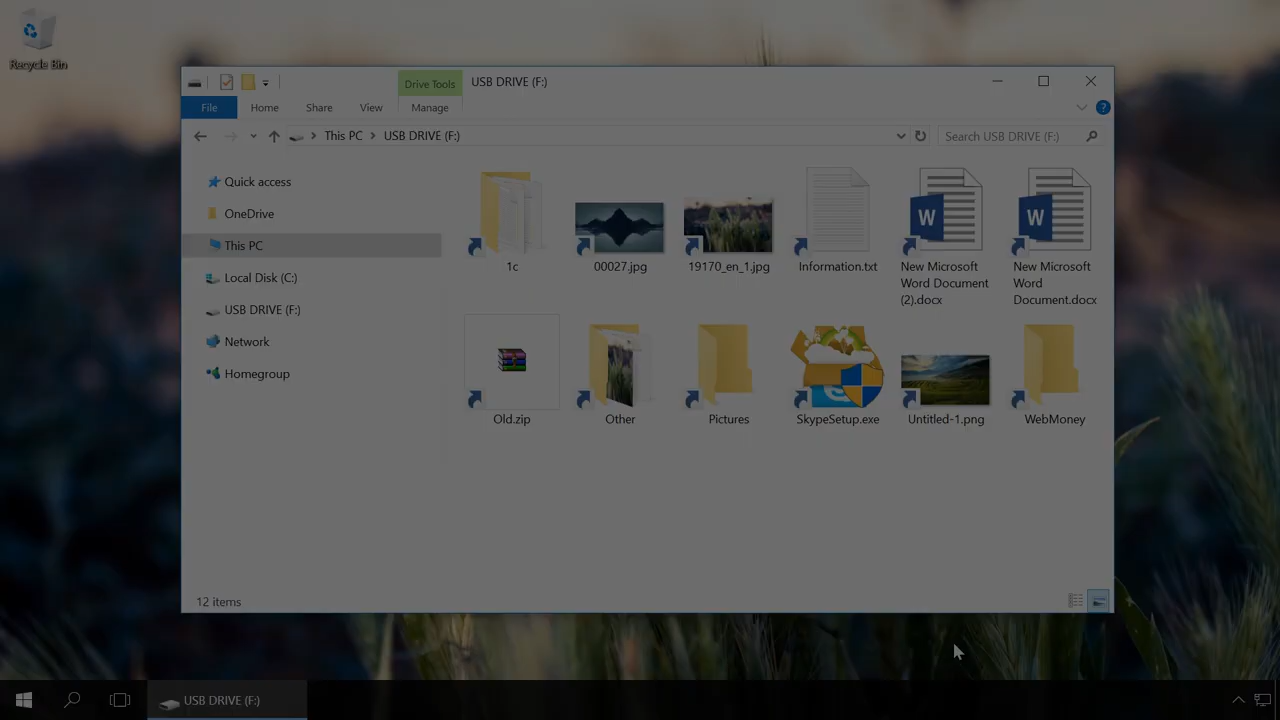 Recycle Bin
Drive Tools
USB DRIVE (F:)
File
Home
Share
View
Manage
This PC
USB DRIVE (F:)
Search USB DRIVE (F:)
Quick access
OneDrive
This PC
Local Disk (C:)
USB DRIVE (F:)
Network
Homegroup
1c
00027.jpg
19170_en_1.jpg
Information.txt
New Microsoft
Word Document
(2).docx
New Microsoft
Word
Document.docx
Old.zip
Other
Pictures
SkypeSetup.exe
Untitled-1.png
WebMoney
12 items
USB DRIVE (F:)